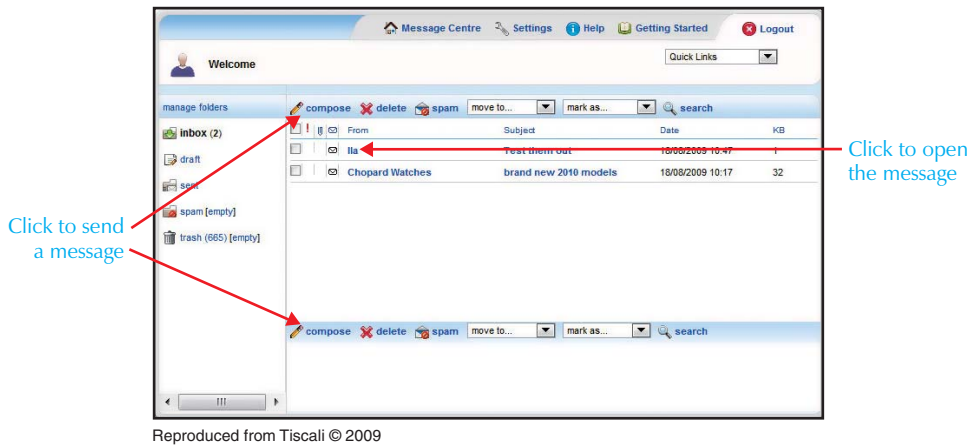 Message Centre Settings Help Getting Started Logout
Welcome
Quick Links
manage folders
compose delete spam move to... mark as... search
! From Subject Date KB
inbox (2)
lla Test them out 18/08/2009 10:47 1
draft
Chopard Watches brand new 2010 models 18/08/2009 10:17 32
sent
spam [empty]
trash (665) [empty]
Click to open
the message
Click to send
a message
compose delete spam move to... mark as... search
Reproduced from Tiscali © 2009